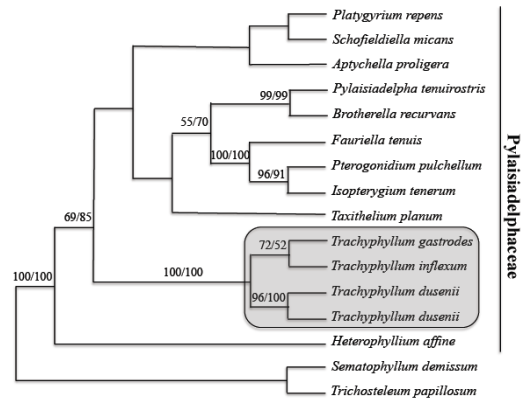 Platygyrium repens
Schofieldiella micans
Aptychella proligera
99/99
Pylaisiadelpha tenuirostris
Brotherella recurvans
55/70
Fauriella tenuis
100/100
96/91
Pterogonidium pulchellum
Isopterygium tenerum
Taxithelium planum
69/85
72/52
Trachyphyllum gastrodes
Trachyphyllum inflexum
100/100
96/100
Trachyphyllum dusenii
Trachyphyllum dusenii
100/100
Heterophyllium affine
Sematophyllum demissum
Trichosteleum papillosum
Pylaisiadelphaceae